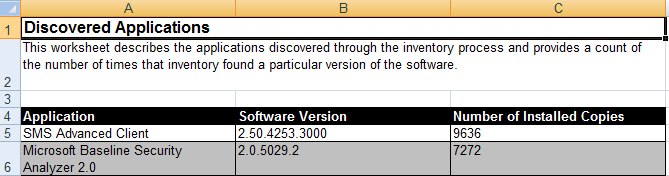 A B C
1 Discovered Applications
This worksheet describes the applications discovered through the inventory process and provides a count of
2 the number of times that inventory found a particular version of the software.
3
4 Application Software Version Number of Installed Copies
5 SMS Advanced Client 2.50.4253.3000 9636
Microsoft Baseline Security 2.0.5029.2 7272
6 Analyzer 2.0